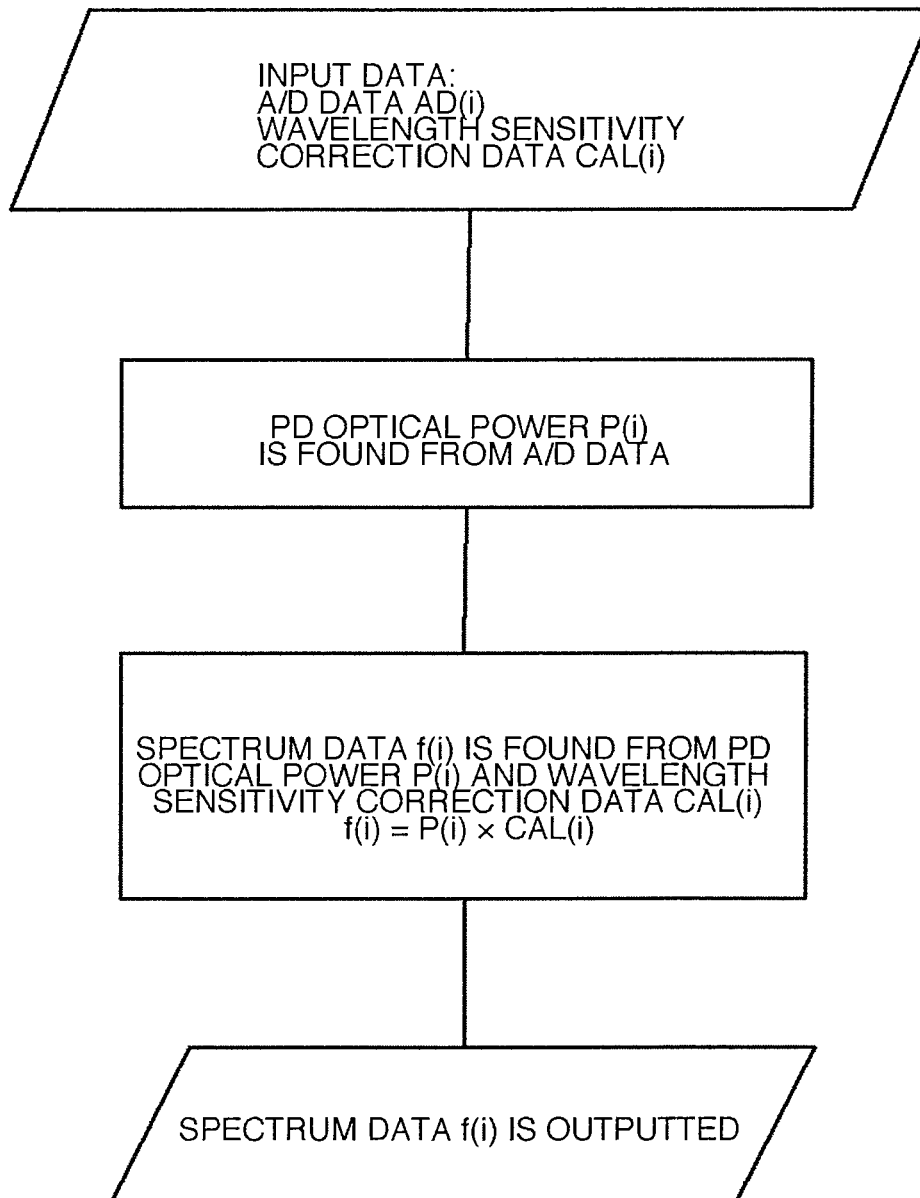 INPUT DATA:
A/D DATA AD(i)
WAVELENGTH SENSITIVITY
CORRECTION DATA CAL(i)
PD OPTICAL POWER P(i)
IS FOUND FROM A/D DATA
SPECTRUM DATA f(i) IS FOUND FROM PD
OPTICAL POWER P(i) AND WAVELENGTH
SENSITIVITY CORRECTION DATA CAL(i)
f(i) = P(i) × CAL(i)
SPECTRUM DATA f(i) IS OUTPUTTED